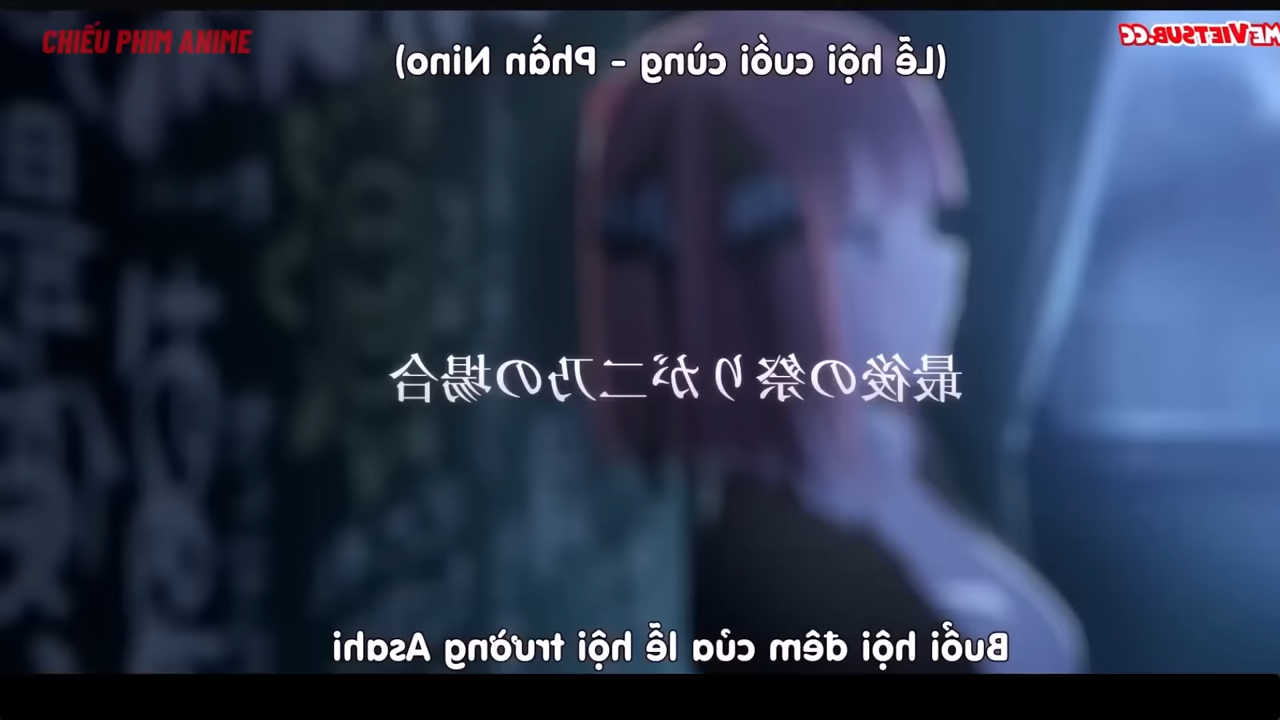 CHIẾU PHIM ANIME
MEVIETSUB.CC
(Lễ hội cuối cùng - Phần Nino)
最後の祭りが二乃の場合
Buổi hội đêm của lễ hội trường Asahi